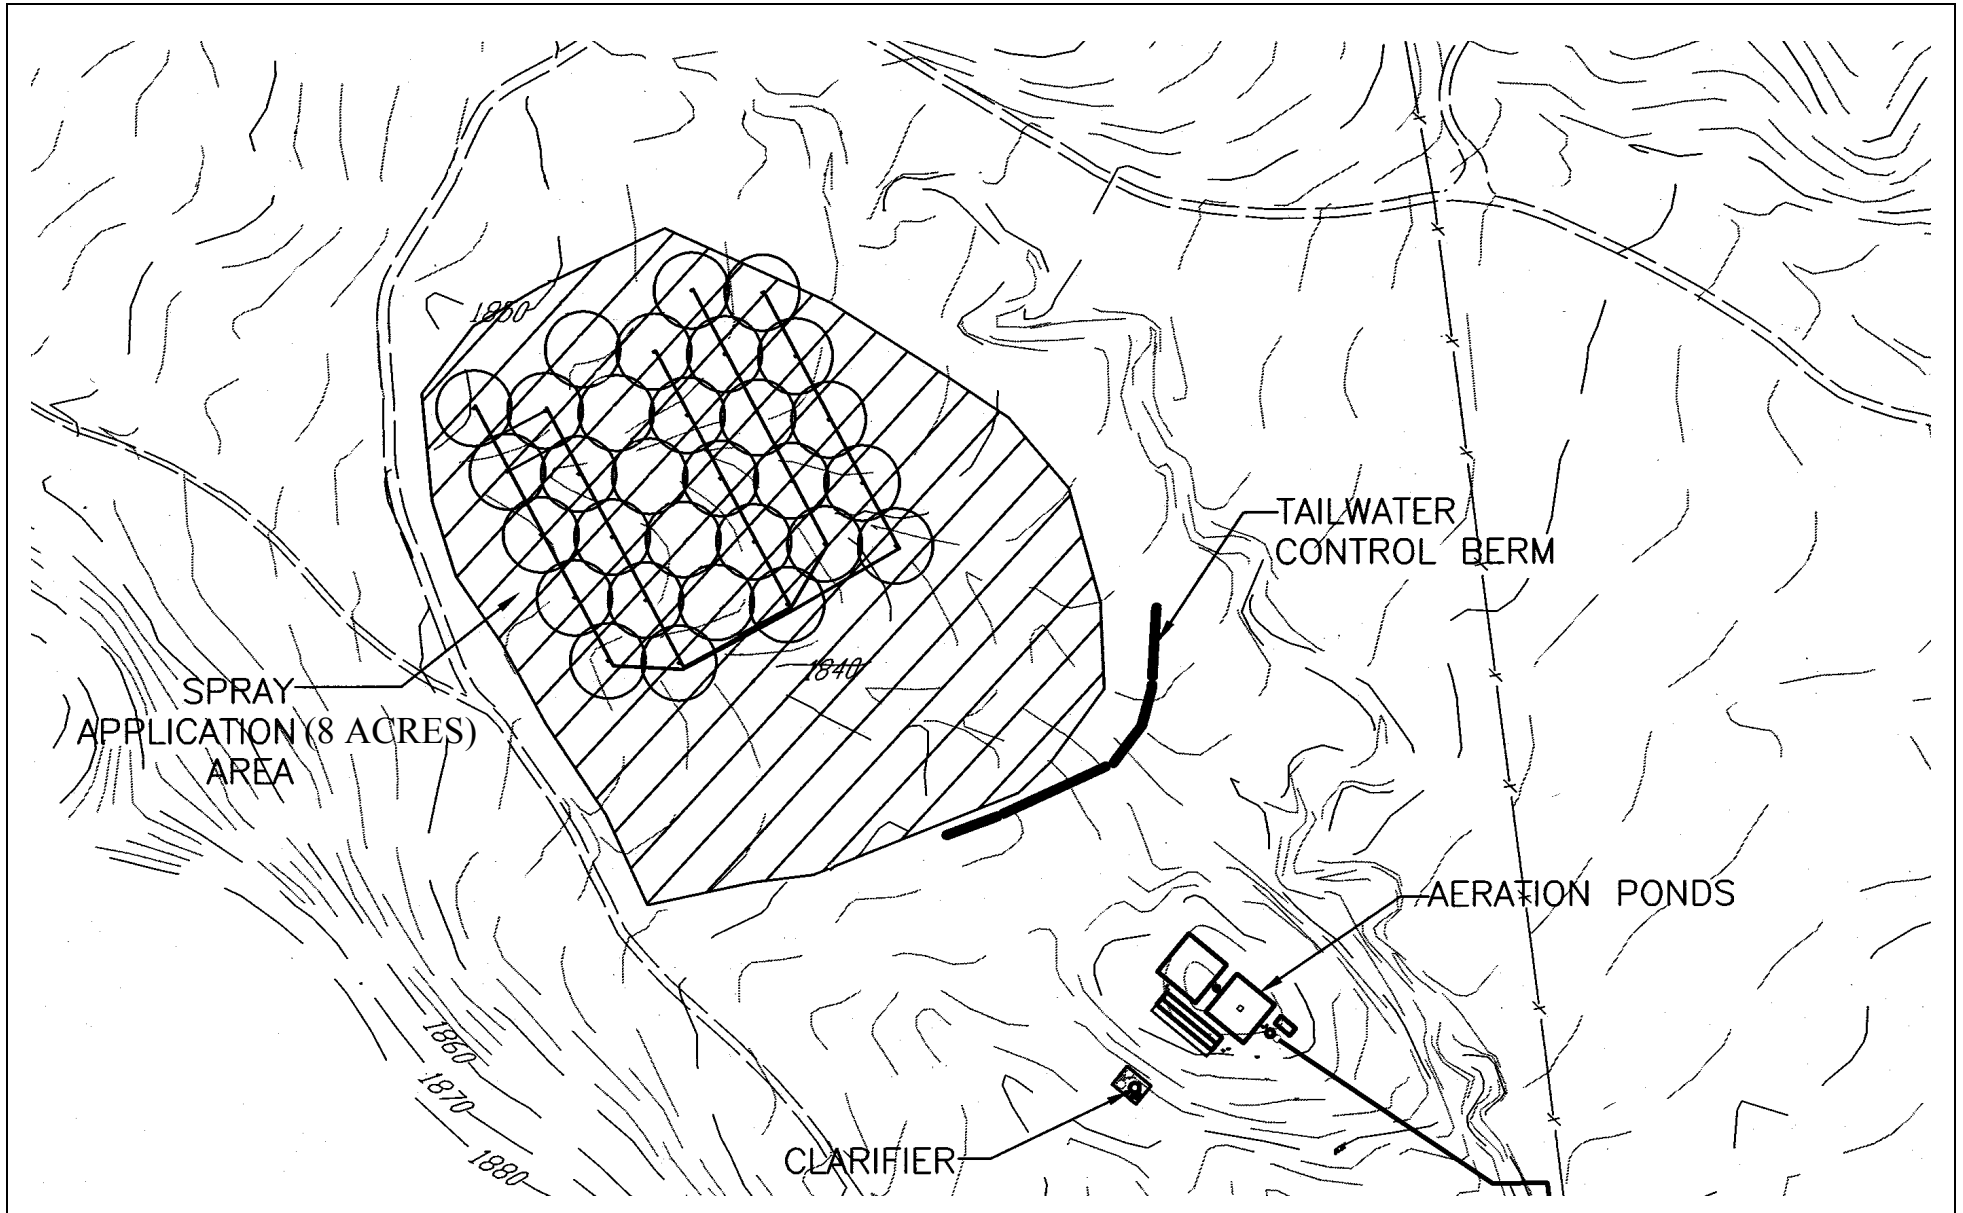 1850
TAILWATER
CONTROL BERM
1840
SPRAY
APPLICATION (8 ACRES)
AREA
AERATION PONDS
1860
1870
1880
CLARIFIER